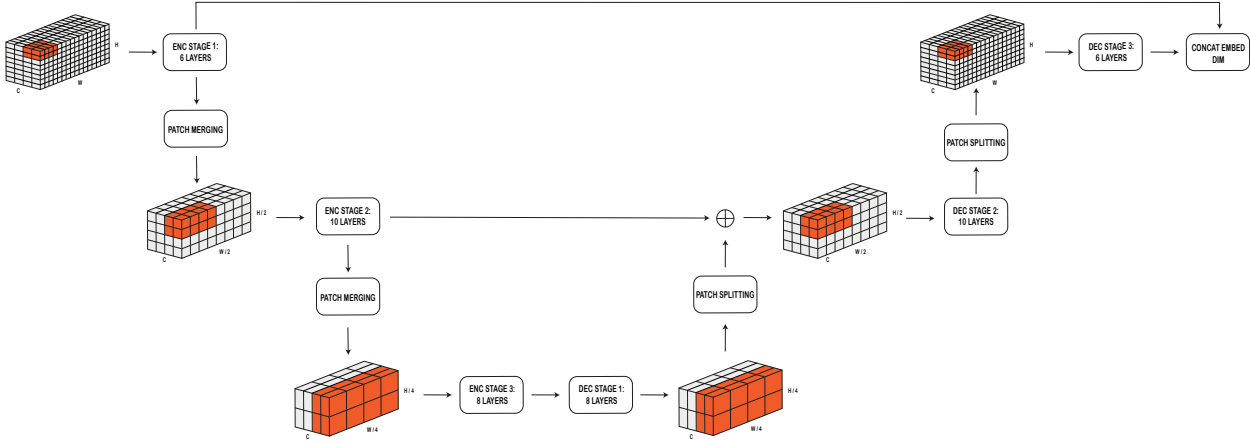 ENC STAGE 1:
6 LAYERS
H
W
C
PATCH MERGING
H / 2
W / 2
C
ENC STAGE 2:
10 LAYERS
PATCH MERGING
H / 4
W / 4
C
ENC STAGE 3:
8 LAYERS
DEC STAGE 1:
8 LAYERS
H / 4
W/4
C
PATCH SPLITTING
H / 2
W / 2
C
DEC STAGE 2:
10 LAYERS
PATCH SPLITTING
H
W
C
DEC STAGE 3:
6 LAYERS
CONCAT EMBED
DIM